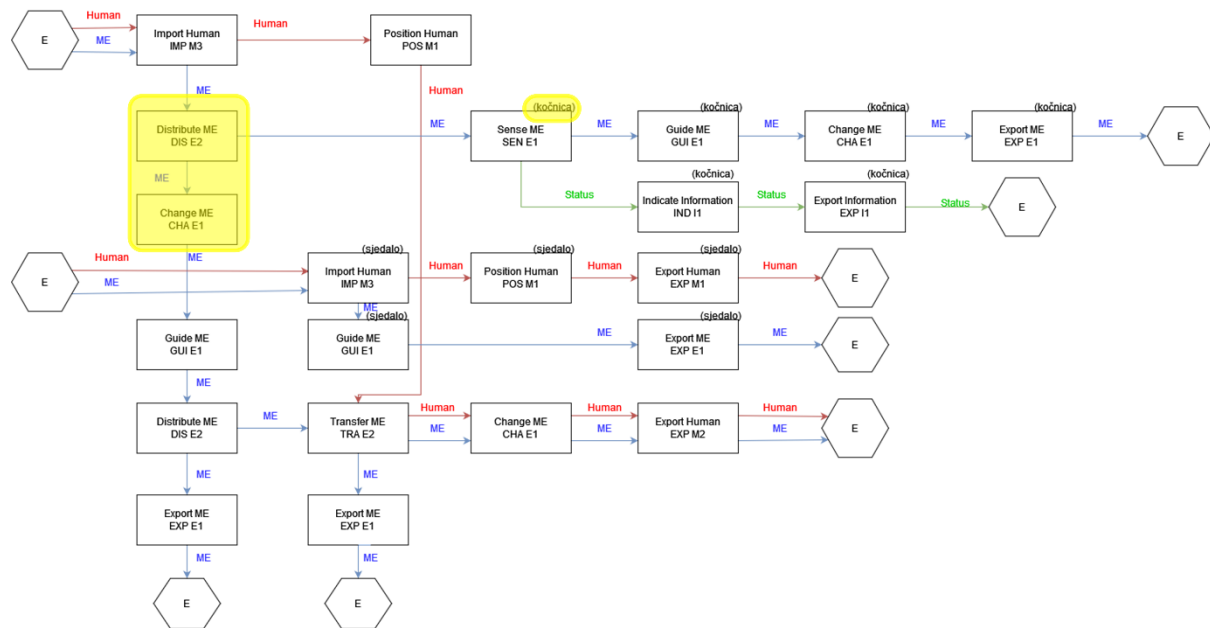 Human
Human
E
ME
Import Human
IMP M3
Position Human
POS M1
ME
Human
(kočnica)
(kočnica)
(kočnica)
(kočnica)
Distribute ME
DIS E2
ME
Sense ME
SEN E1
ME
Guide ME
GUI E1
ME
Change ME
CHA E1
ME
Export ME
EXP E1
ME
E
ME
(kočnica)
(kočnica)
Change ME
CHA E1
Status
Indicate Information
IND I1
Status
Export Information
EXP I1
Status
E
ME
(sjedalo)
(sjedalo)
(sjedalo)
Human
E
ME
Import Human
IMP M3
Human
Position Human
POS M1
Human
Export Human
EXP M1
Human
E
ME
(sjedalo)
(sjedalo)
Guide ME
GUI E1
Guide ME
GUI E1
ME
Export ME
EXP E1
ME
E
ME
Distribute ME
DIS E2
ME
Transfer ME
TRA E2
Human
ME
Change ME
CHA E1
Human
ME
Export Human
EXP M2
Human
ME
E
ME
ME
Export ME
EXP E1
Export ME
EXP E1
ME
ME
E
E